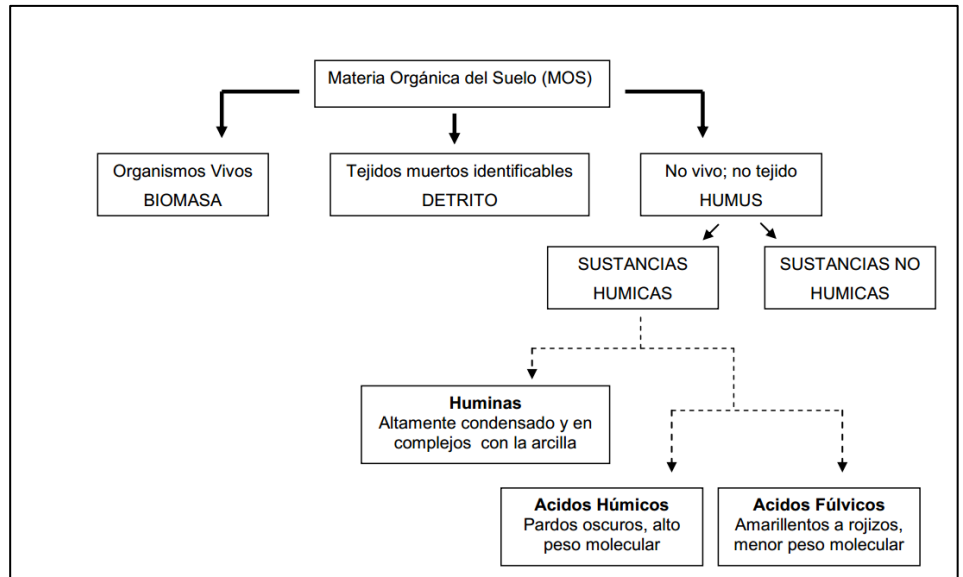 Materia Orgánica del Suelo (MOS)
Organismos Vivos
BIOMASA
Tejidos muertos identificables
DETRITO
No vivo; no tejido
HUMUS
SUSTANCIAS
HUMICAS
SUSTANCIAS NO
HUMICAS
Huminas
Altamente condensado y en
complejos con la arcilla
Acidos Húmicos
Pardos oscuros, alto
peso molecular
Acidos Fúlvicos
Amarillentos a rojizos,
menor peso molecular